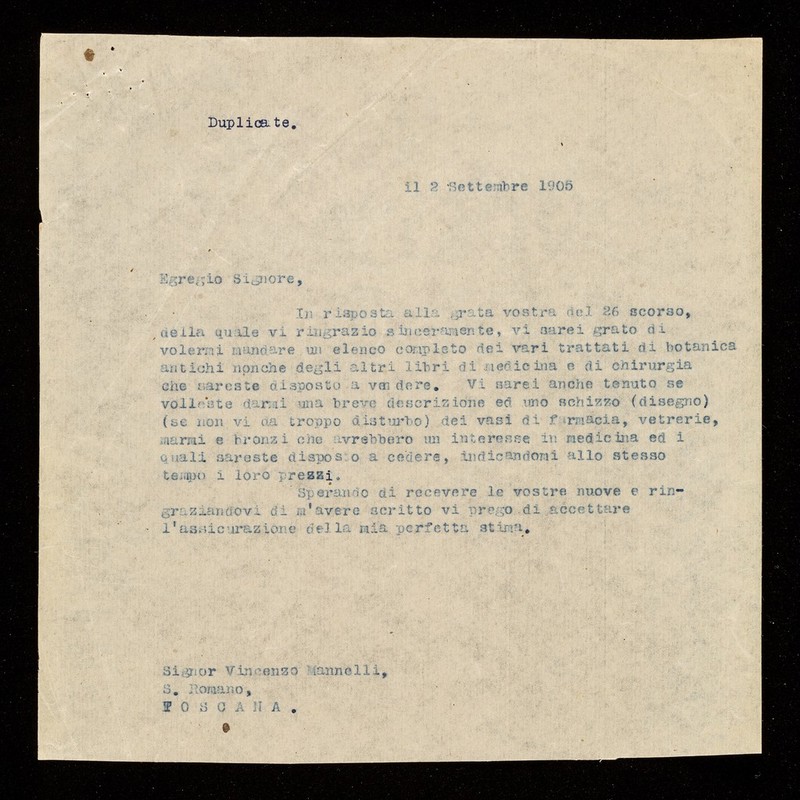 Duplicate.
il 2 Settembre 1905
Egregio Signore,
In risposta alla grata vostra del 26 scorso,
della quale vi ringrazio sinceramente, vi sarei grato di
volermi mandare un elenco completo dei vari trattati di botanica
antichi nonche degli altri libri di medicina e di chirurgia
che sareste disposto a vendere. Vi sarei anche tenuto se
volleste darmi una breve descrizione ed uno schizzo (disegno)
(se non vi da troppo disturbo) dei vasi di farmacia, vetrerie,
marmi e bronzi che avrebbero un interesse in medicina ed i
quali sareste disposto a cedere, indicandomi allo stesso
tempo i loro prezzi.
Sperando di recevere le vostre nuove e rin-
graziandovi di m'avere scritto vi prego di accettare
l'assicurazione della mia perfetta stima.
Signor Vincenzo Mannelli,
S. Romano,
T O S C A N A .